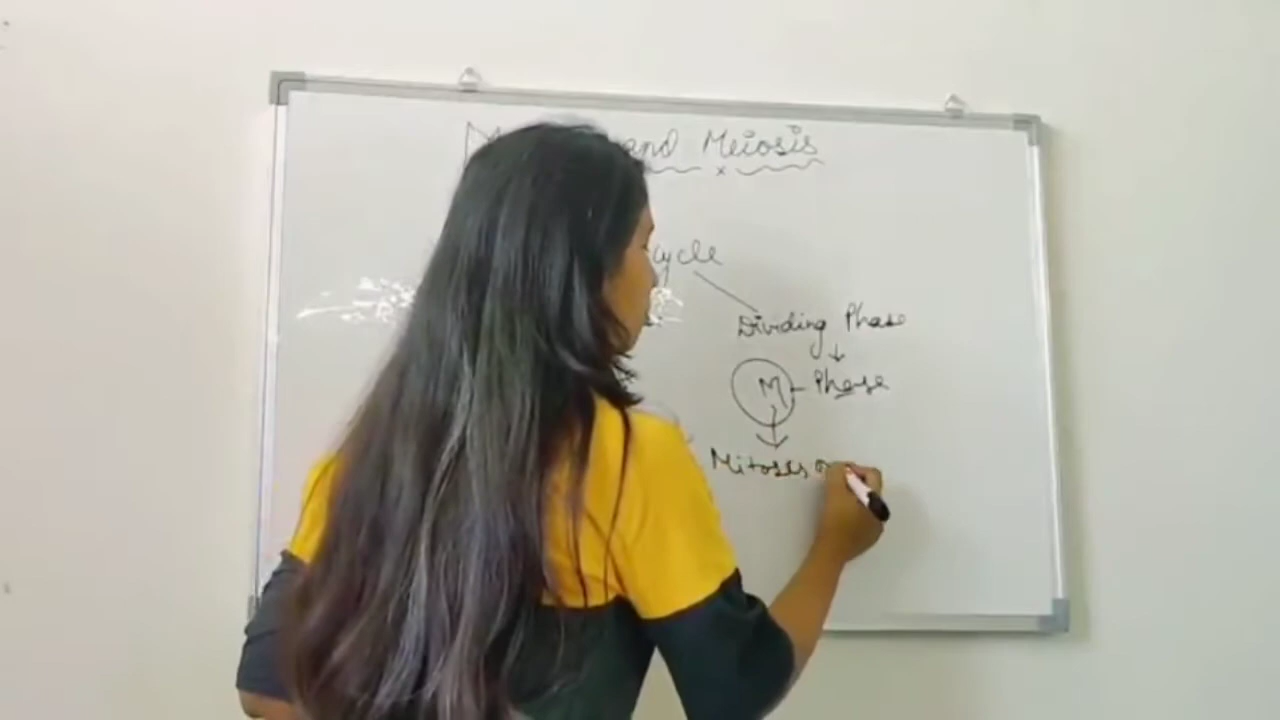 and Meiosis
cycle
Dividing Phase
M - Phase
Mitosis